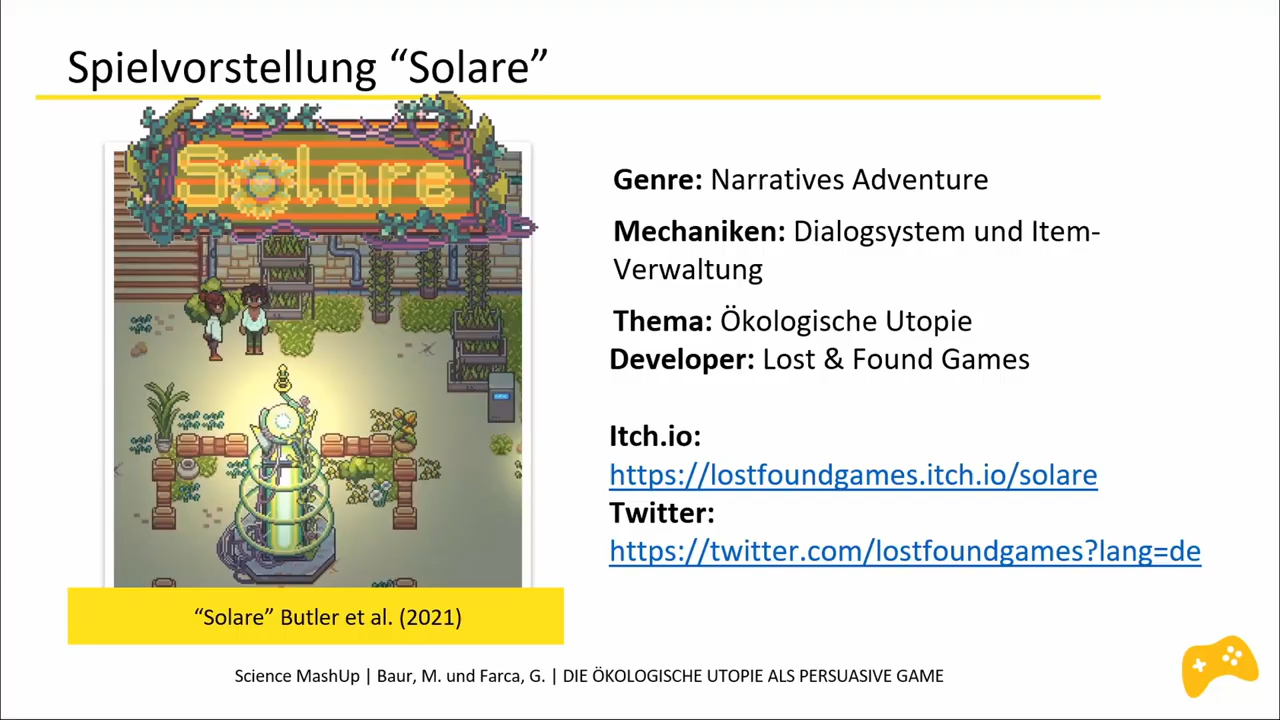 Spielvorstellung “Solare”
Solare
Genre: Narratives Adventure
Mechaniken: Dialogsystem und Item-
Verwaltung
Thema: Ökologische Utopie
Developer: Lost & Found Games
Itch.io:
https://lostfoundgames.itch.io/solare
Twitter:
https://twitter.com/lostfoundgames?lang=de
“Solare” Butler et al. (2021)
Science MashUp | Baur, M. und Farca, G. | DIE ÖKOLOGISCHE UTOPIE ALS PERSUASIVE GAME